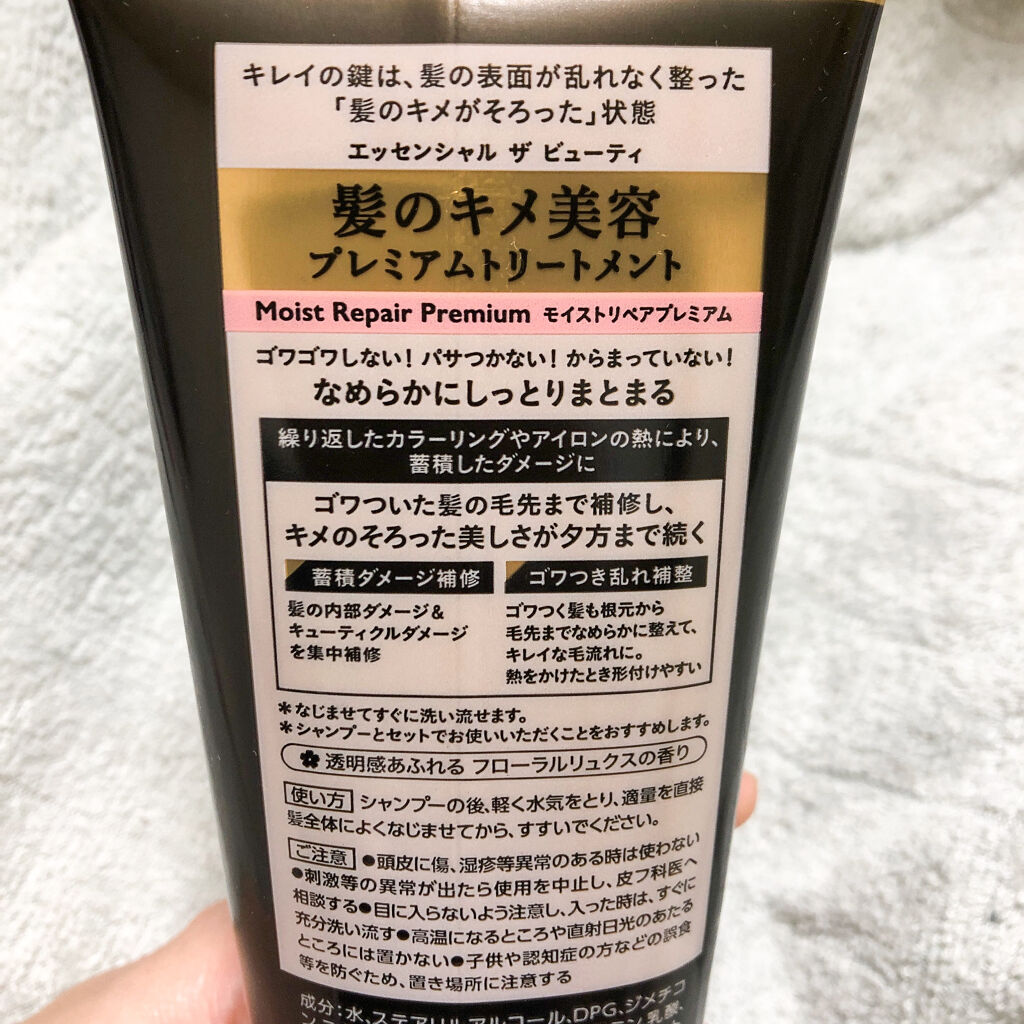 キレイの鍵は、髪の表面が乱れなく整った
「髪のキメがそろった」状態
エッセンシャル ザ ビューティ
髪のキメ美容
プレミアムトリートメント
Moist Repair Premium モイストリペアプレミアム
ゴワゴワしない! パサつかない! からまっていない!
なめらかにしっとりまとまる
繰り返したカラーリングやアイロンの熱により、
蓄積したダメージに
ゴワついた髪の毛先まで補修し、
キメのそろった美しさが夕方まで続く
蓄積ダメージ補修
髪の内部ダメージ&
キューティクルダメージ
を集中補修
ゴワつき乱れ補整
ゴワつく髪も根元から
毛先までなめらかに整えて、
キレイな毛流れに。
熱をかけたとき形付けやすい
*なじませてすぐに洗い流せます。
*シャンプーとセットでお使いいただくことをおすすめします。
透明感あふれる フローラルリュクスの香り
使い方 シャンプーの後、軽く水気をとり、適量を直接
髪全体によくなじませてから、すすいでください。
ご注意 ●頭皮に傷、湿疹等異常のある時は使わない
●刺激等の異常が出たら使用を中止し、皮フ科医へ
相談する●目に入らないよう注意し、入った時は、すぐに
充分洗い流す●高温になるところや直射日光のあたる
ところには置かない●子供や認知症の方などの誤食
等を防ぐため、置き場所に注意する
成分:水、ステアリルアルコール、DPG、ジメチコ
乳酸、